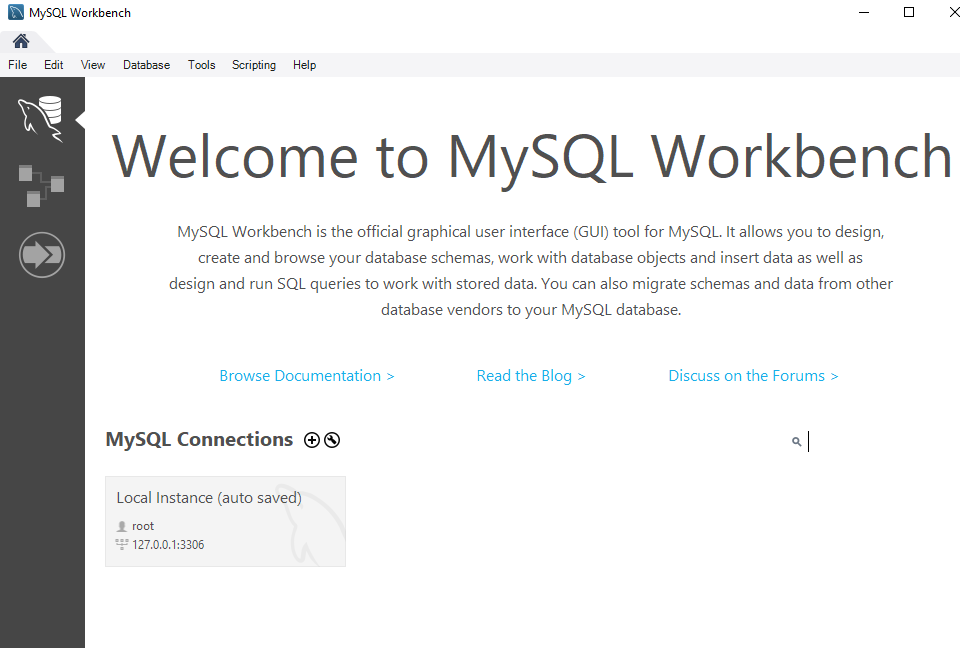 MySQL Workbench
File Edit View Database Tools Scripting Help
Welcome to MySQL Workbench
MySQL Workbench is the official graphical user interface (GUI) tool for MySQL. It allows you to design,
create and browse your database schemas, work with database objects and insert data as well as
design and run SQL queries to work with stored data. You can also migrate schemas and data from other
database vendors to your MySQL database.
Browse Documentation > Read the Blog > Discuss on the Forums >
MySQL Connections
Local Instance (auto saved)
root
127.0.0.1:3306